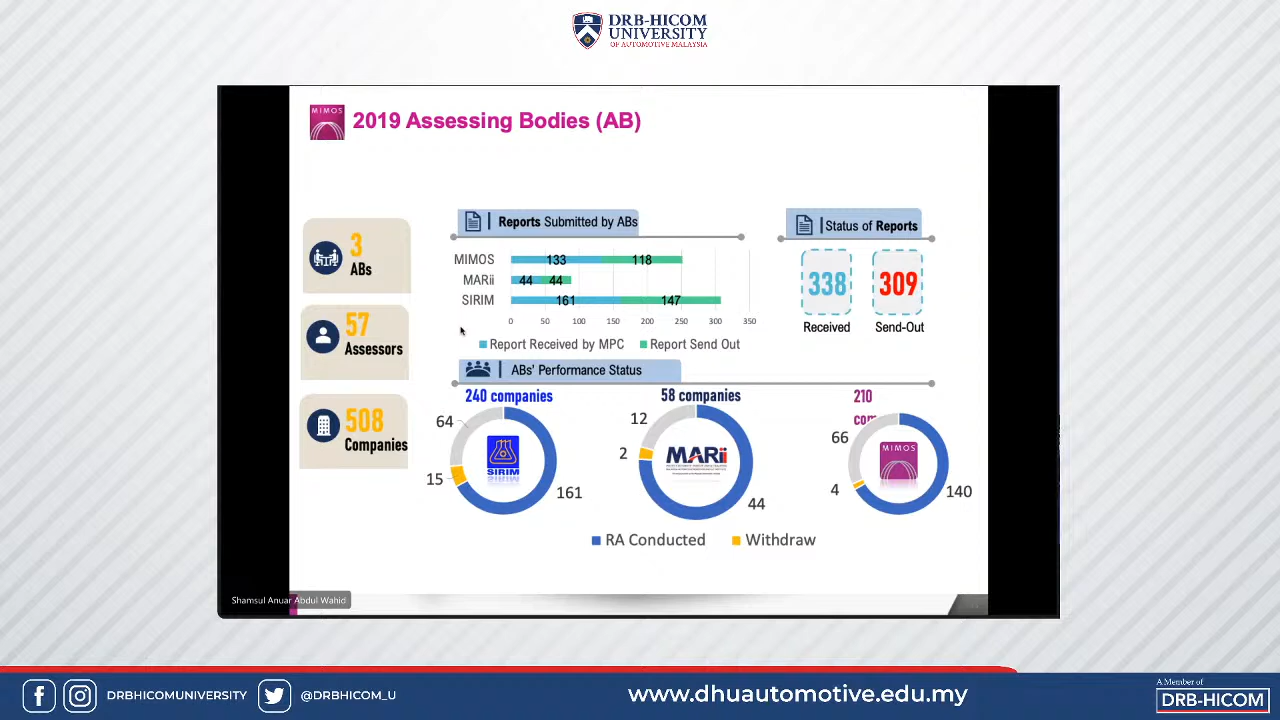 DRB-HICOM
UNIVERSITY
OF AUTOMOTIVE MALAYSIA
MIMOS
2019 Assessing Bodies (AB)
3
ABs
57
Assessors
508
Companies
Reports Submitted by ABs
MIMOS 133 118
MARii 44 44
SIRIM 161 147
0 50 100 150 200 250 300 350
Report Received by MPC Report Send Out
Status of Reports
338 309
Received Send-Out
ABs' Performance Status
240 companies
64
15
161
SIRIM
58 companies
12
2
44
MARii
210
com
66
4
140
MIMOS
RA Conducted Withdraw
Shamsul Anuar Abdul Wahid
DRBHICOMUNIVERSITY
@DRBHICOM_U
www.dhuautomotive.edu.my
A Member of
DRB-HICOM